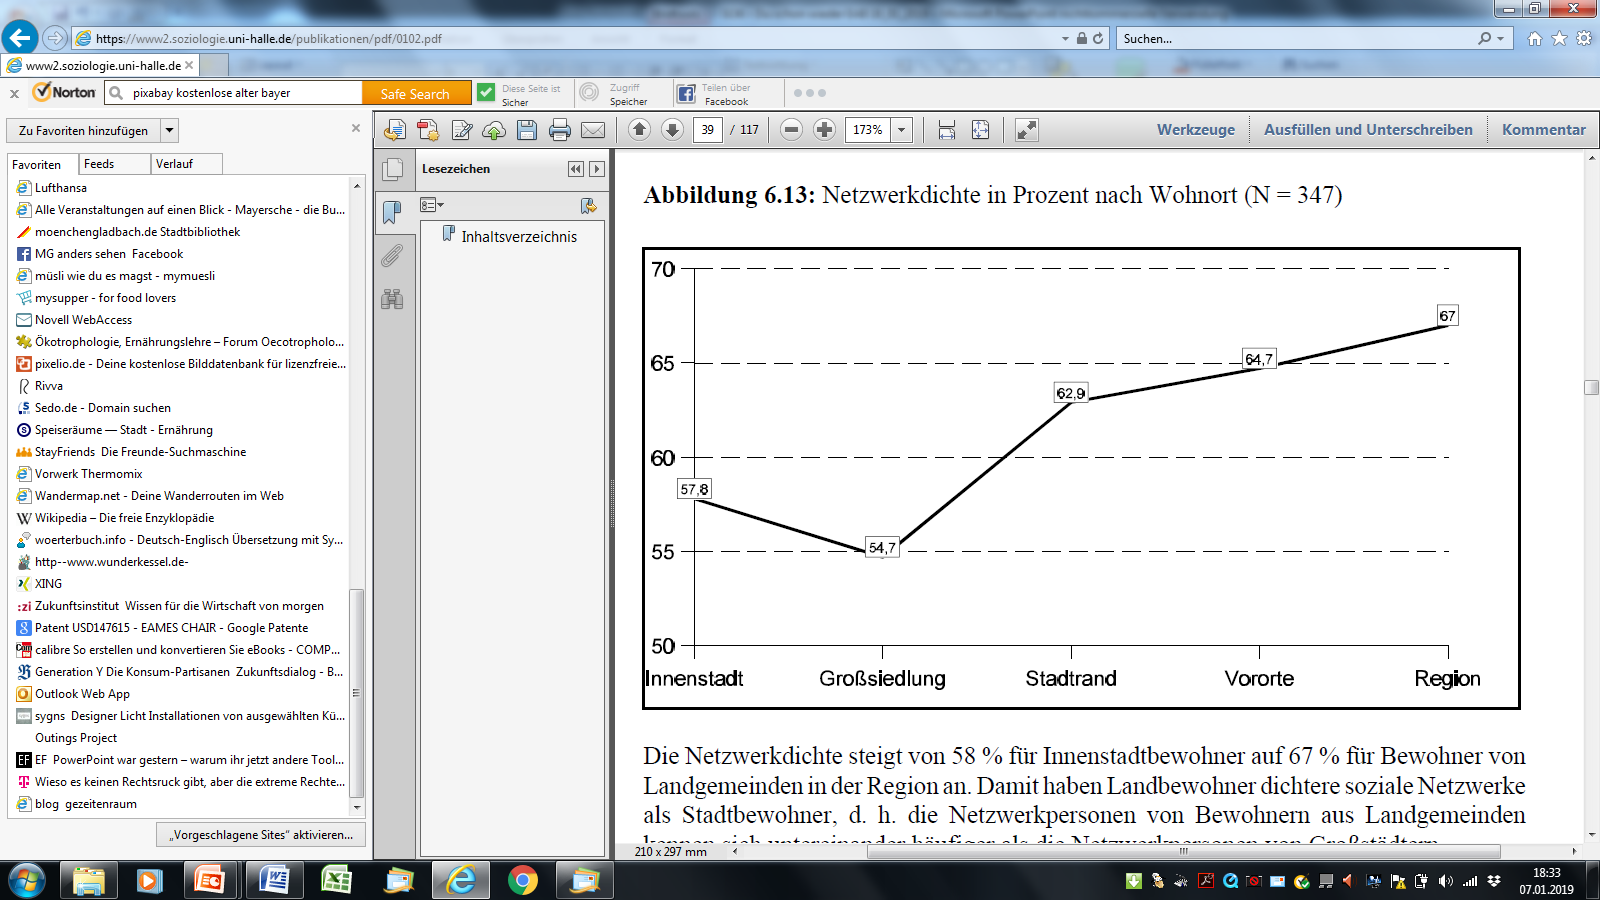 https://www2.soziologie.uni-halle.de/publikationen/pdf/0102.pdf
Suchen...
www2.soziologie.uni-halle.de
Norton
pixabay kostenlose alter bayer
Safe Search
Diese Seite ist
Sicher
Zugriff
Speicher
Teilen über
Facebook
Zu Favoriten hinzufügen
Favoriten
Feeds
Verlauf
Lufthansa
Alle Veranstaltungen auf einen Blick - Mayersche - die Bu...
moenchengladbach.de Stadtbibliothek
MG anders sehen Facebook
müsli wie du es magst - mymuesli
mysupper - for food lovers
Novell WebAccess
Ökotrophologie, Ernährungslehre – Forum Oecotropholo...
pixelio.de - Deine kostenlose Bilddatenbank für lizenzfreie...
Rivva
Sedo.de - Domain suchen
Speiseräume — Stadt - Ernährung
StayFriends Die Freunde-Suchmaschine
Vorwerk Thermomix
Wandermap.net - Deine Wanderrouten im Web
Wikipedia – Die freie Enzyklopädie
woerterbuch.info - Deutsch-Englisch Übersetzung mit Sy...
http--www.wunderkessel.de-
XING
:zi Zukunftsinstitut Wissen für die Wirtschaft von morgen
Patent USD147615 - EAMES CHAIR - Google Patente
calibre So erstellen und konvertieren Sie eBooks - COMP...
Generation Y Die Konsum-Partisanen Zukunftsdialog - B...
Outlook Web App
sygns Designer Licht Installationen von ausgewählten Kü...
Outings Project
EF EF PowerPoint war gestern – warum ihr jetzt andere Tool...
Wieso es keinen Rechtsruck gibt, aber die extreme Rechte...
blog gezeitenraum
„Vorgeschlagene Sites“ aktivieren...
39 / 117
173%
Werkzeuge
Ausfüllen und Unterschreiben
Kommentar
Lesezeichen
Inhaltsverzeichnis
Abbildung 6.13: Netzwerkdichte in Prozent nach Wohnort (N = 347)
70
67
65
64,7
62,9
60
57,8
55
54,7
50
Innenstadt Großsiedlung Stadtrand Vororte Region
Die Netzwerkdichte steigt von 58 % für Innenstadtbewohner auf 67 % für Bewohner von
Landgemeinden in der Region an. Damit haben Landbewohner dichtere soziale Netzwerke
als Stadtbewohner, d. h. die Netzwerkpersonen von Bewohnern aus Landgemeinden
kennen sich untereinander häufiger als die Netzwerkpersonen von Großstädtern
210 x 297 mm
18:33
07.01.2019